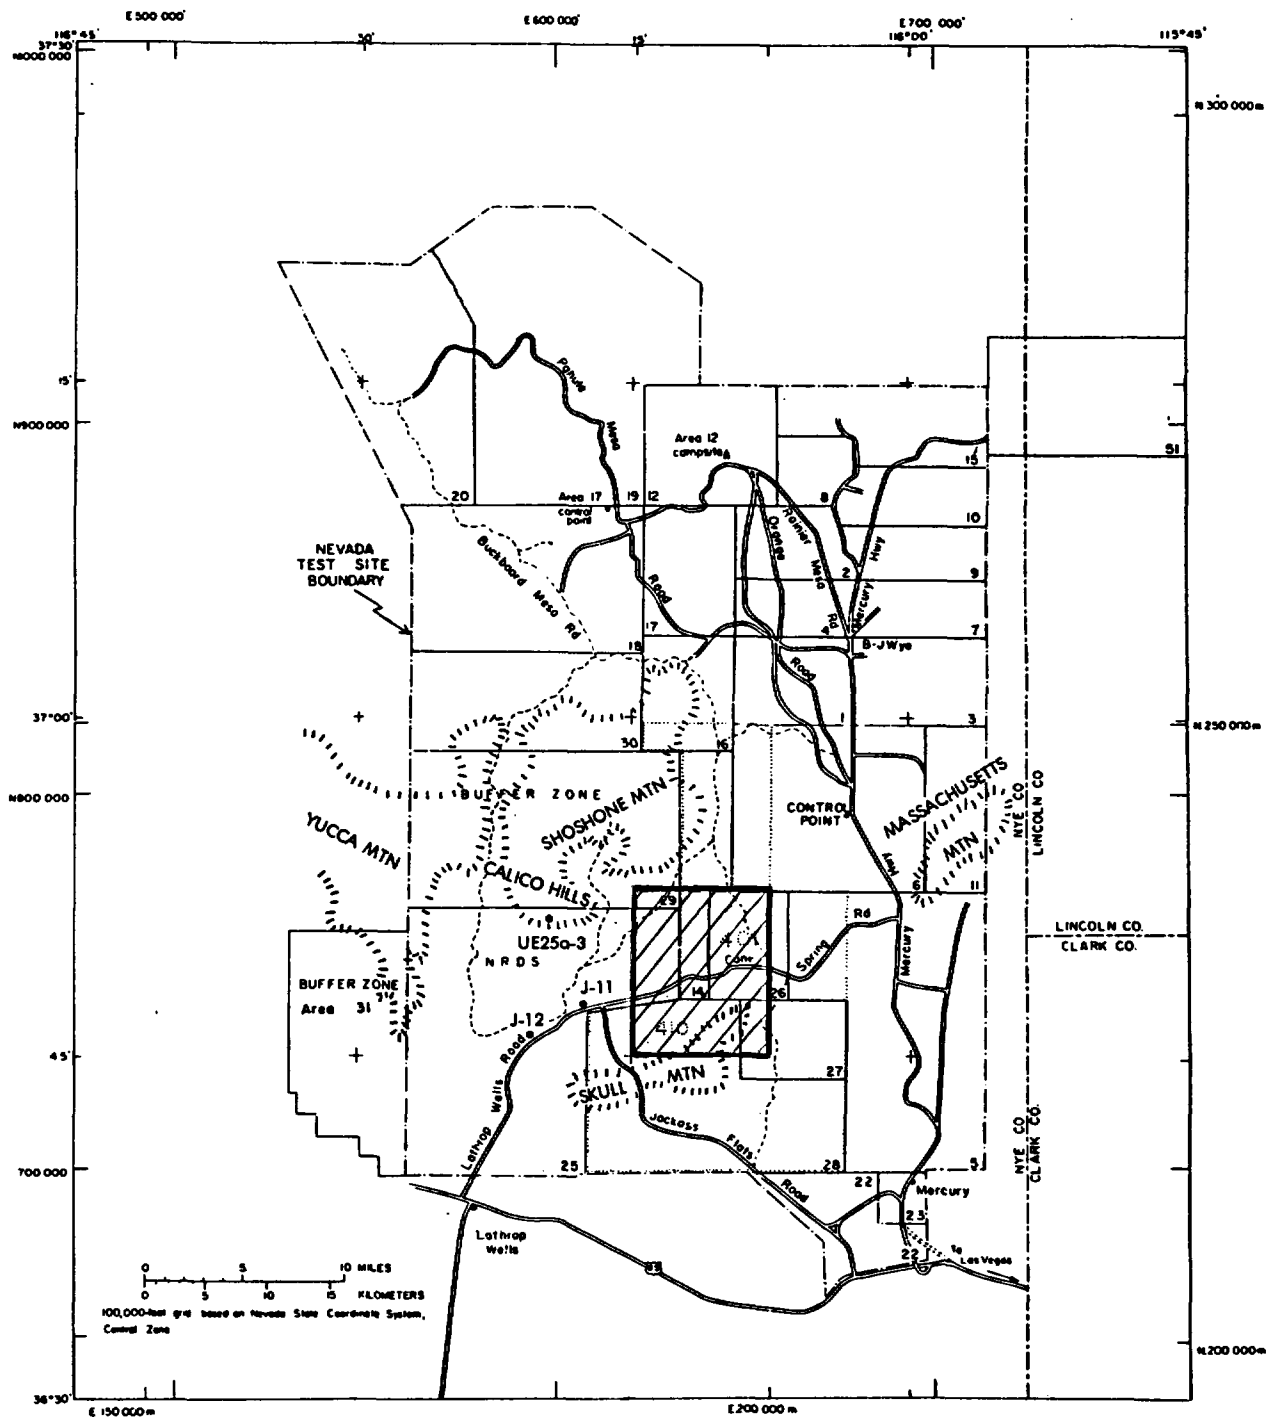 E 500 000'
E 600 000'
E 700 000'
116° 45'
30'
15'
116° 00'
115° 45'
37° 30'
N 300 000 m
15'
N900 000
Pahute
Mesa
Area 12
campsite
51
15
20
Area 17
control
point
19
12
8
10
Buckboard Mesa Rd
Orange
Rainier
Mesa
Rd
Hwy
Mercury
2
9
NEVADA
TEST SITE
BOUNDARY
Road
17
4
7
B-J Wye
18
Road
37° 00'
1
3
N 250 000 m
30
16
N800 000
BUFFER ZONE
SHOSHONE MTN
YUCCA MTN
CALICO HILLS
CONTROL
POINT
MASSACHUSETTS
MTN
NYE CO
LINCOLN CO
Hwy
6
11
29
UE25a-3
NRDS
Cane
Spring
Rd
Mercury
LINCOLN CO.
CLARK CO.
BUFFER ZONE
Area 31
J-11
14
26
J-12
45'
SKULL
MTN
27
Lathrop
Wells
Road
Jackass
Flats
Road
NYE CO
CLARK CO.
700 000
25
28
5
22
Mercury
23
Lathrop
Wells
22
To
Las Vegas
95
0 5 10 MILES
0 5 10 15 KILOMETERS
100,000-foot grid based on Nevada State Coordinate System,
Central Zone
N 200 000 m
36° 30'
E 150 000 m
E 200 000 m